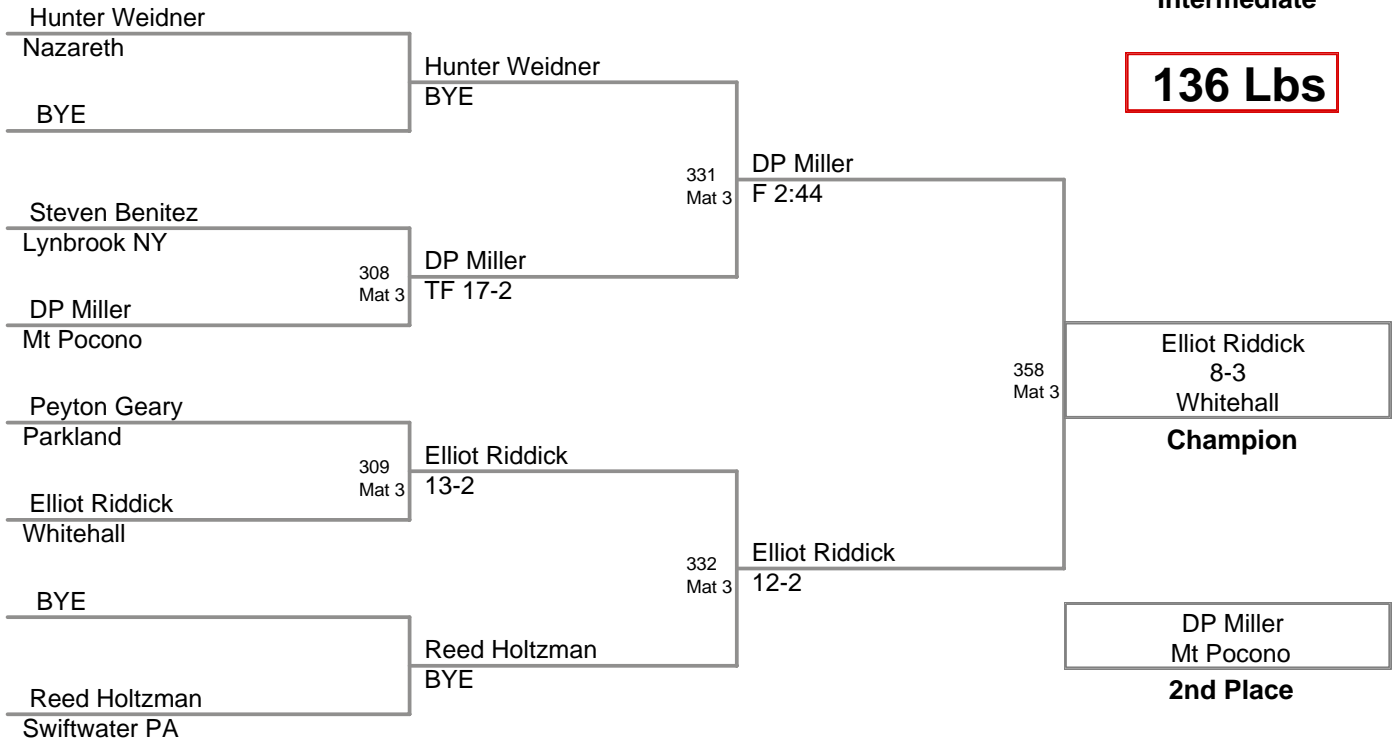 Intermediate
136 Lbs
Hunter Weidner
Nazareth
BYE
Steven Benitez
Lynbrook NY
308
Mat 3
DP Miller
Mt Pocono
Peyton Geary
Parkland
309
Mat 3
Elliot Riddick
Whitehall
BYE
Reed Holtzman
Swiftwater PA
Hunter Weidner
BYE
331
Mat 3
DP Miller
TF 17-2
Elliot Riddick
13-2
332
Mat 3
Reed Holtzman
BYE
DP Miller
F 2:44
358
Mat 3
Elliot Riddick
12-2
Elliot Riddick
8-3
Whitehall
Champion
DP Miller
Mt Pocono
2nd Place